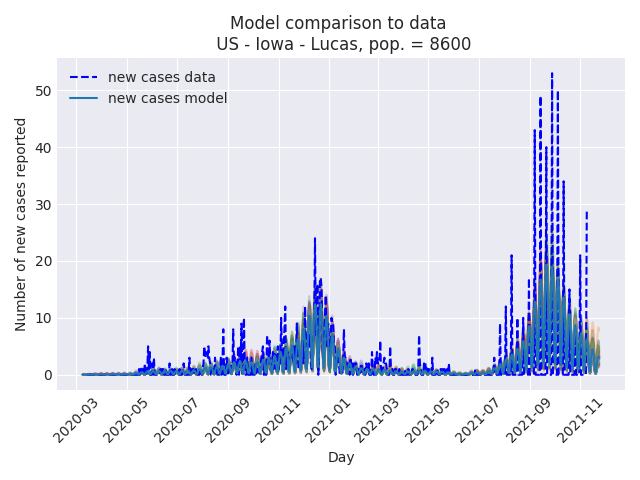 Model comparison to data
US - Iowa - Lucas, pop. = 8600
new cases data
new cases model
Number of new cases reported
50
40
30
20
10
0
2020-03
2020-05
2020-07
2020-09
2020-11
2021-01
2021-03
2021-05
2021-07
2021-09
2021-11
Day